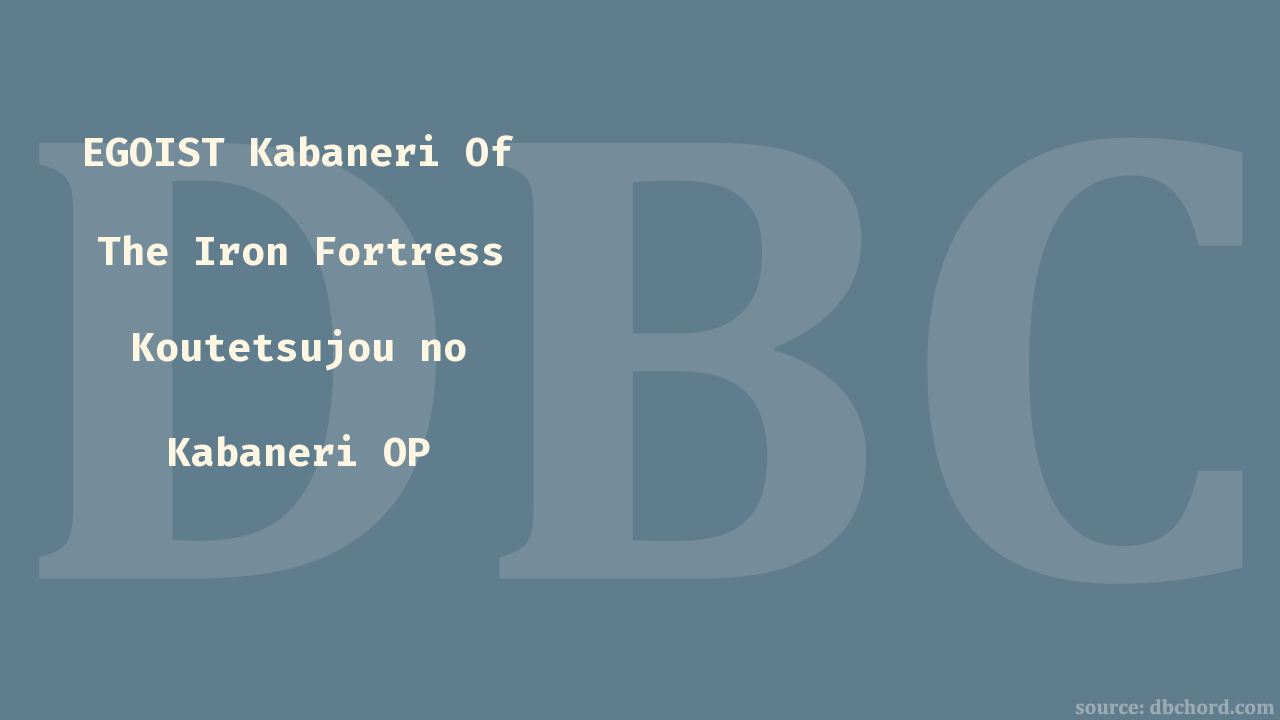 DBC
EGOIST Kabaneri Of
The Iron Fortress
Koutetsujou no
Kabaneri OP
source: dbchord.com